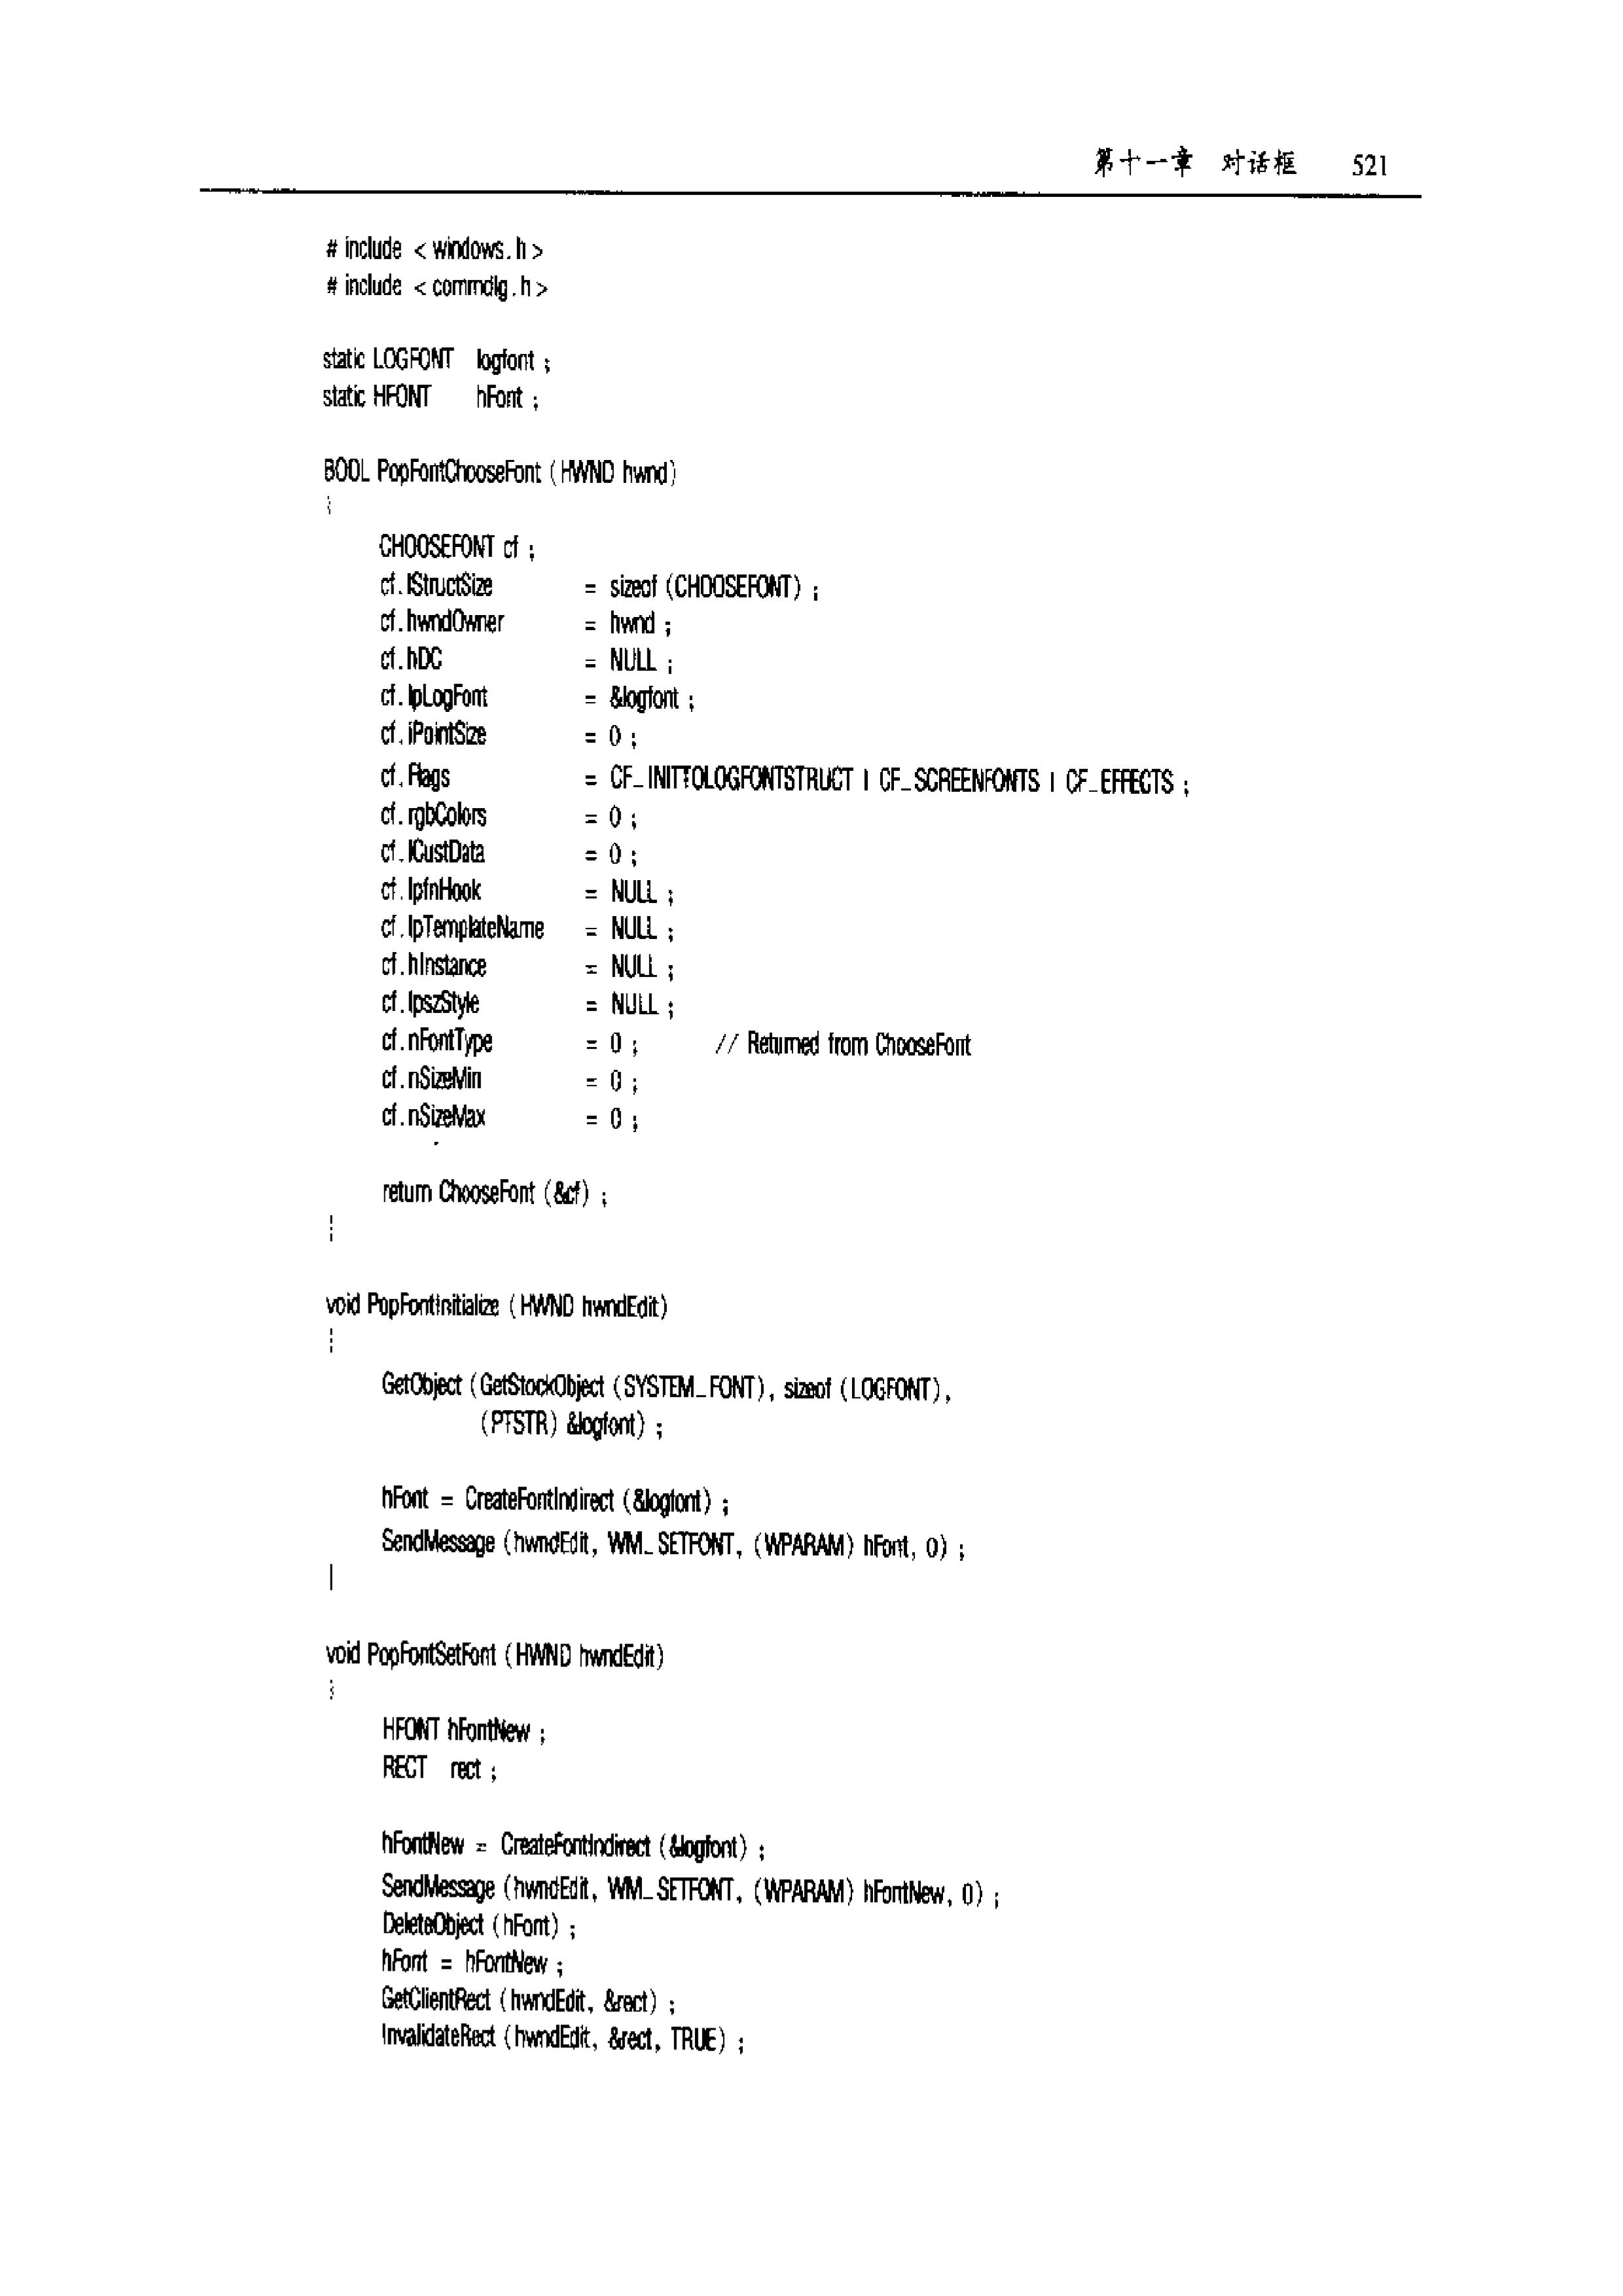 第十一章 对话框 521
# include < windows.h >
# include < commdlg.h >
static LOGFONT logfont ;
static HFONT hFont ;
BOOL PopFontChooseFont (HWND hwnd)
{
CHOOSEFONT cf ;
cf.lStructSize = sizeof (CHOOSEFONT) ;
cf.hwndOwner = hwnd ;
cf.hDC = NULL ;
cf.lpLogFont = &logfont ;
cf.iPointSize = 0 ;
cf.Flags = CF_INITTOLOGFONTSTRUCT | CF_SCREENFONTS | CF_EFFECTS ;
cf.rgbColors = 0 ;
cf.lCustData = 0 ;
cf.lpfnHook = NULL ;
cf.lpTemplateName = NULL ;
cf.hInstance = NULL ;
cf.lpszStyle = NULL ;
cf.nFontType = 0 ; // Returned from ChooseFont
cf.nSizeMin = 0 ;
cf.nSizeMax = 0 ;
return ChooseFont (&cf) ;
}
void PopFontInitialize (HWND hwndEdit)
{
GetObject (GetStockObject (SYSTEM_FONT), sizeof (LOGFONT),
(PTSTR) &logfont) ;
hFont = CreateFontIndirect (&logfont) ;
SendMessage (hwndEdit, WM_SETFONT, (WPARAM) hFont, 0) ;
}
void PopFontSetFont (HWND hwndEdit)
{
HFONT hFontNew ;
RECT rect ;
hFontNew = CreateFontIndirect (&logfont) ;
SendMessage (hwndEdit, WM_SETFONT, (WPARAM) hFontNew, 0) ;
DeleteObject (hFont) ;
hFont = hFontNew ;
GetClientRect (hwndEdit, &rect) ;
InvalidateRect (hwndEdit, &rect, TRUE) ;